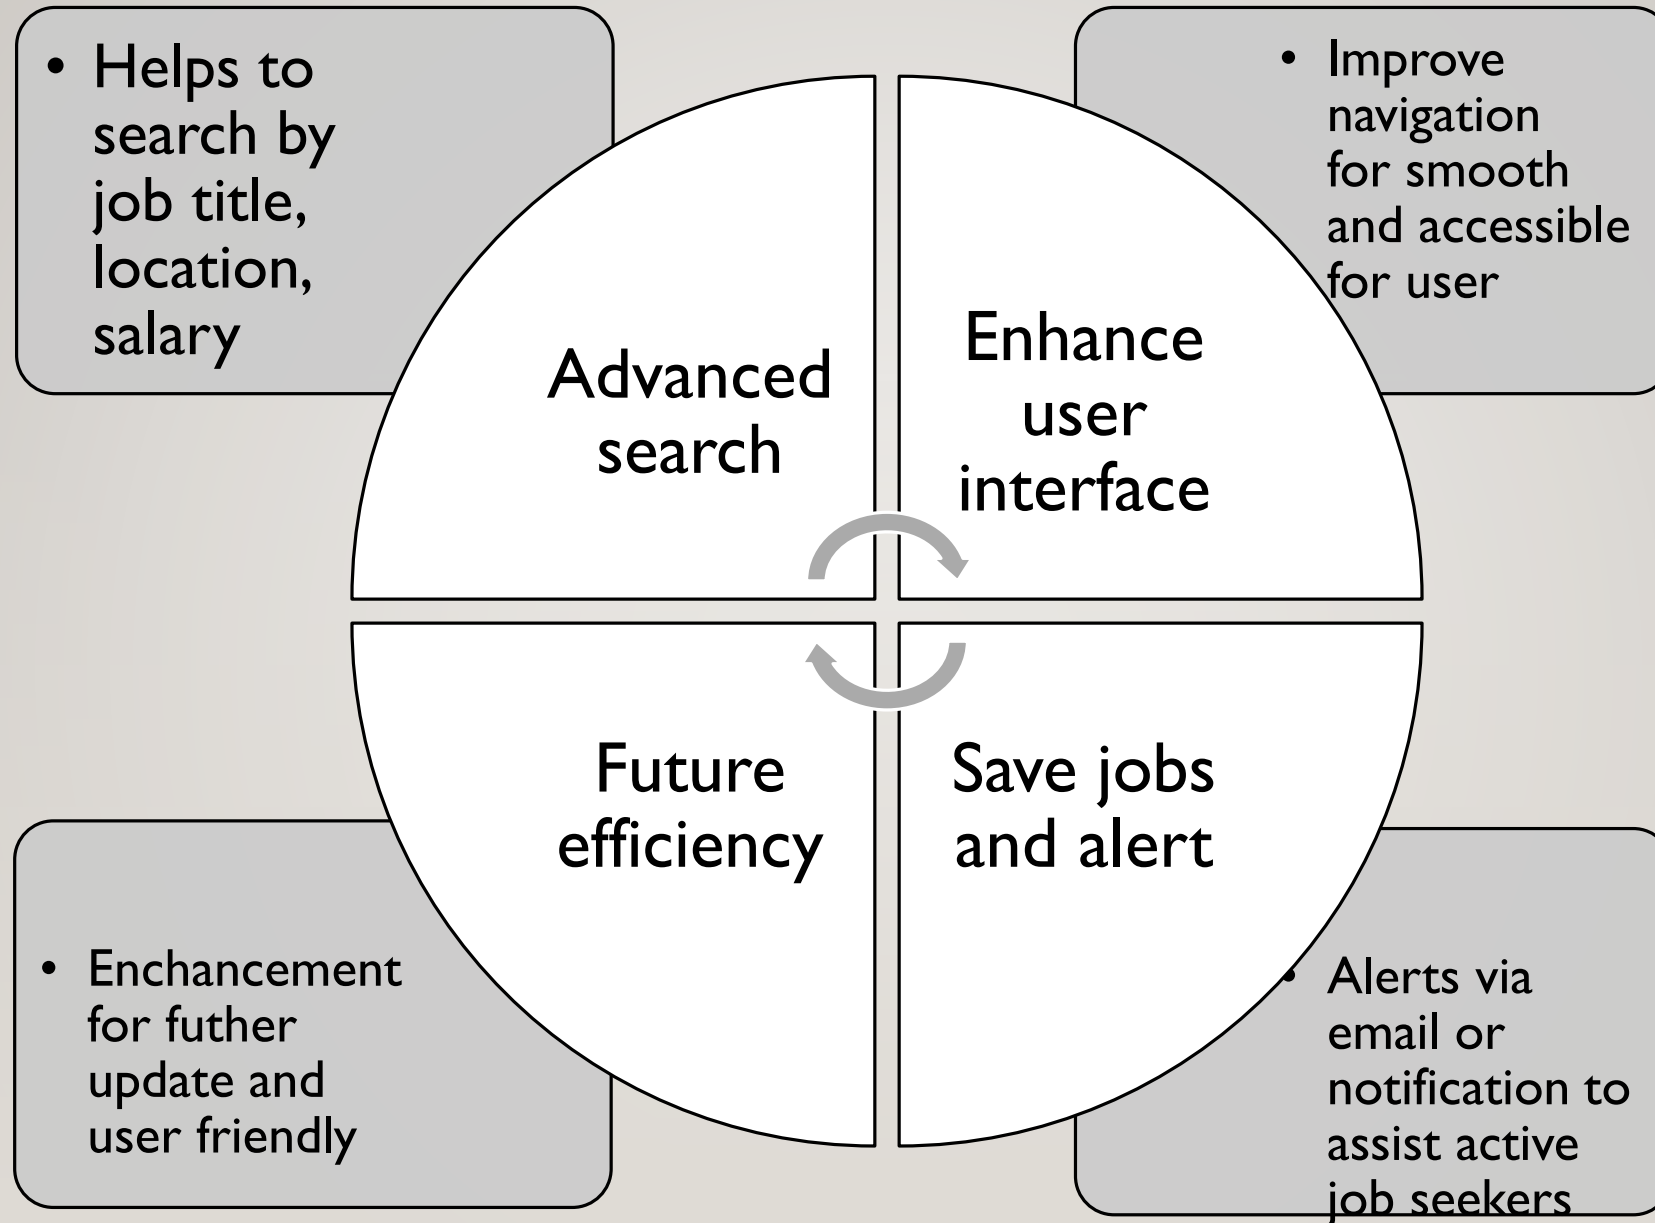 • Helps to
search by
job title,
location,
salary
• Improve
navigation
for smooth
and accessible
for user
Advanced
search
Enhance
user
interface
Future
efficiency
Save jobs
and alert
• Enchancement
for futher
update and
user friendly
• Alerts via
email or
notification to
assist active
job seekers